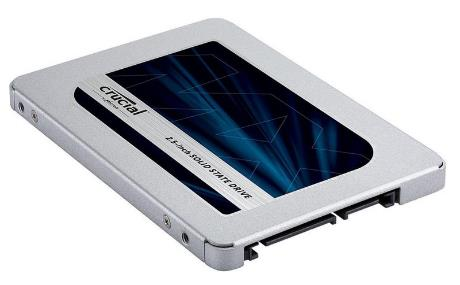 crucial
2.5-inch SOLID STATE DRIVE